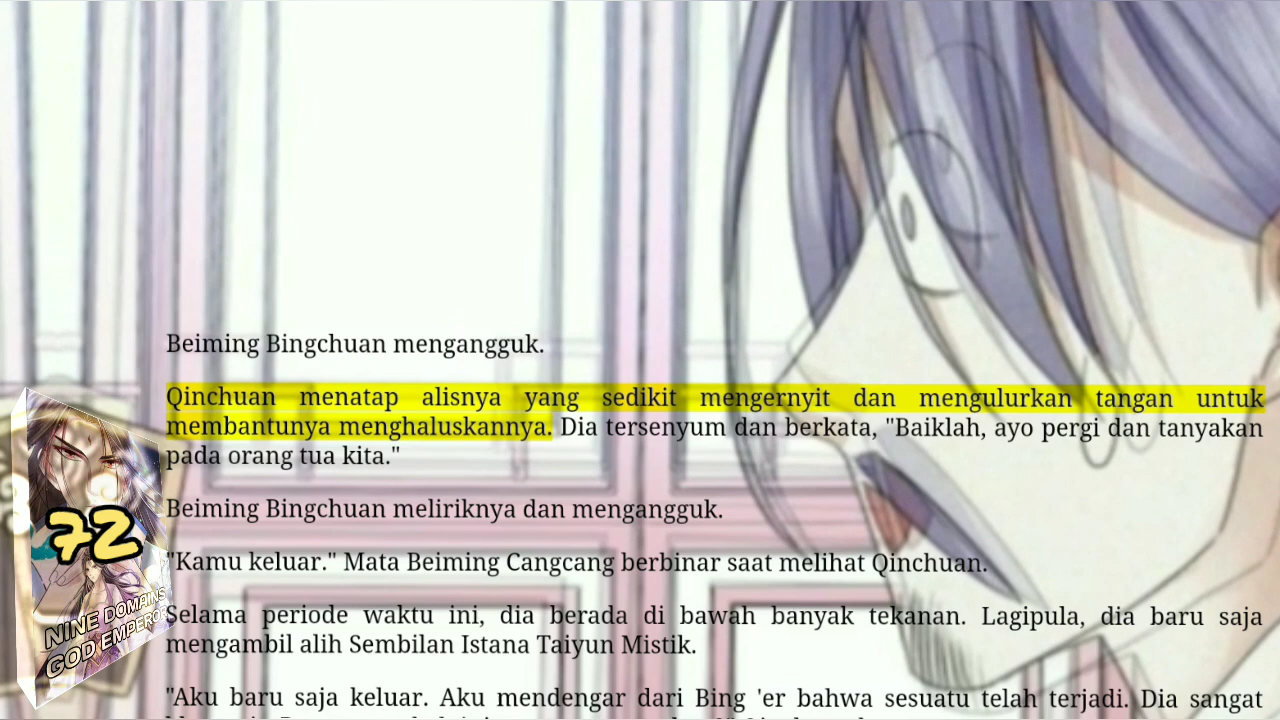 Beiming Bingchuan mengangguk.
Qinchuan menatap alisnya yang sedikit mengernyit dan mengulurkan tangan untuk
membantunya menghaluskannya. Dia tersenyum dan berkata, "Baiklah, ayo pergi dan tanyakan
pada orang tua kita."
Beiming Bingchuan meliriknya dan mengangguk.
"Kamu keluar." Mata Beiming Cangcang berbinar saat melihat Qinchuan.
Selama periode waktu ini, dia berada di bawah banyak tekanan. Lagipula, dia baru saja
mengambil alih Sembilan Istana Taiyun Mistik.
"Aku baru saja keluar. Aku mendengar dari Bing 'er bahwa sesuatu telah terjadi. Dia sangat
72
NINE DOMAINS
GOD EMPEROR